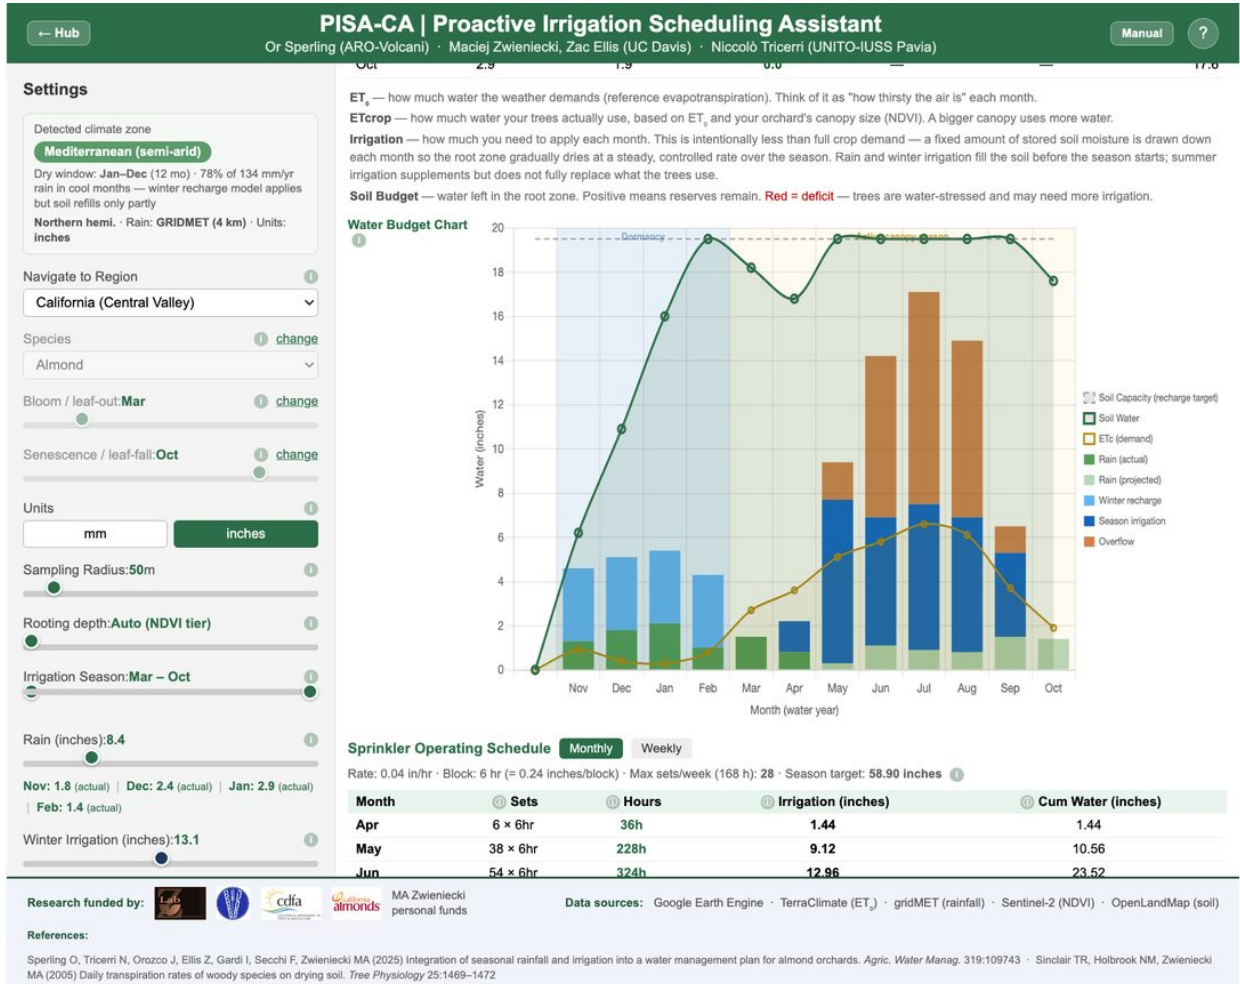 ← Hub
PISA-CA | Proactive Irrigation Scheduling Assistant
Or Sperling (ARO-Volcani) · Maciej Zwieniecki, Zac Ellis (UC Davis) · Niccolò Tricerri (UNITO-IUSS Pavia)
Manual
?
Settings
Detected climate zone
Mediterranean (semi-arid)
Dry window: Jan–Dec (12 mo) · 78% of 134 mm/yr
rain in cool months — winter recharge model applies
but soil refills only partly
Northern hemi. · Rain: GRIDMET (4 km) · Units:
inches
Navigate to Region
California (Central Valley)
Species change
Almond
Bloom / leaf-out:Mar change
Senescence / leaf-fall:Oct change
Units
mm inches
Sampling Radius:50m
Rooting depth:Auto (NDVI tier)
Irrigation Season:Mar – Oct
Rain (inches):8.4
Nov: 1.8 (actual) | Dec: 2.4 (actual) | Jan: 2.9 (actual)
| Feb: 1.4 (actual)
Winter Irrigation (inches):13.1
Oct 2.9 1.9 0.0 — — 17.6
ET₀ — how much water the weather demands (reference evapotranspiration). Think of it as "how thirsty the air is" each month.
ETcrop — how much water your trees actually use, based on ET₀ and your orchard's canopy size (NDVI). A bigger canopy uses more water.
Irrigation — how much you need to apply each month. This is intentionally less than full crop demand — a fixed amount of stored soil moisture is drawn down
each month so the root zone gradually dries at a steady, controlled rate over the season. Rain and winter irrigation fill the soil before the season starts; summer
irrigation supplements but does not fully replace what the trees use.
Soil Budget — water left in the root zone. Positive means reserves remain. Red = deficit — trees are water-stressed and may need more irrigation.
Water Budget Chart
Dormancy
Active canopy season
20
18
16
14
12
10
8
6
4
2
0
Water (inches)
Nov Dec Jan Feb Mar Apr May Jun Jul Aug Sep Oct
Month (water year)
Soil Capacity (recharge target)
Soil Water
ETc (demand)
Rain (actual)
Rain (projected)
Winter recharge
Season irrigation
Overflow
Sprinkler Operating Schedule Monthly Weekly
Rate: 0.04 in/hr · Block: 6 hr (= 0.24 inches/block) · Max sets/week (168 h): 28 · Season target: 58.90 inches
Month Sets Hours Irrigation (inches) Cum Water (inches)
Apr 6 × 6hr 36h 1.44 1.44
May 38 × 6hr 228h 9.12 10.56
Jun 54 × 6hr 324h 12.96 23.52
Research funded by:
Lab
cdfa
california almonds
MA Zwieniecki
personal funds
Data sources: Google Earth Engine · TerraClimate (ET₀) · gridMET (rainfall) · Sentinel-2 (NDVI) · OpenLandMap (soil)
References:
Sperling O, Tricerri N, Orozco J, Ellis Z, Gardi I, Secchi F, Zwieniecki MA (2025) Integration of seasonal rainfall and irrigation into a water management plan for almond orchards. Agric. Water Manag. 319:109743 · Sinclair TR, Holbrook NM, Zwieniecki
MA (2005) Daily transpiration rates of woody species on drying soil. Tree Physiology 25:1469–1472